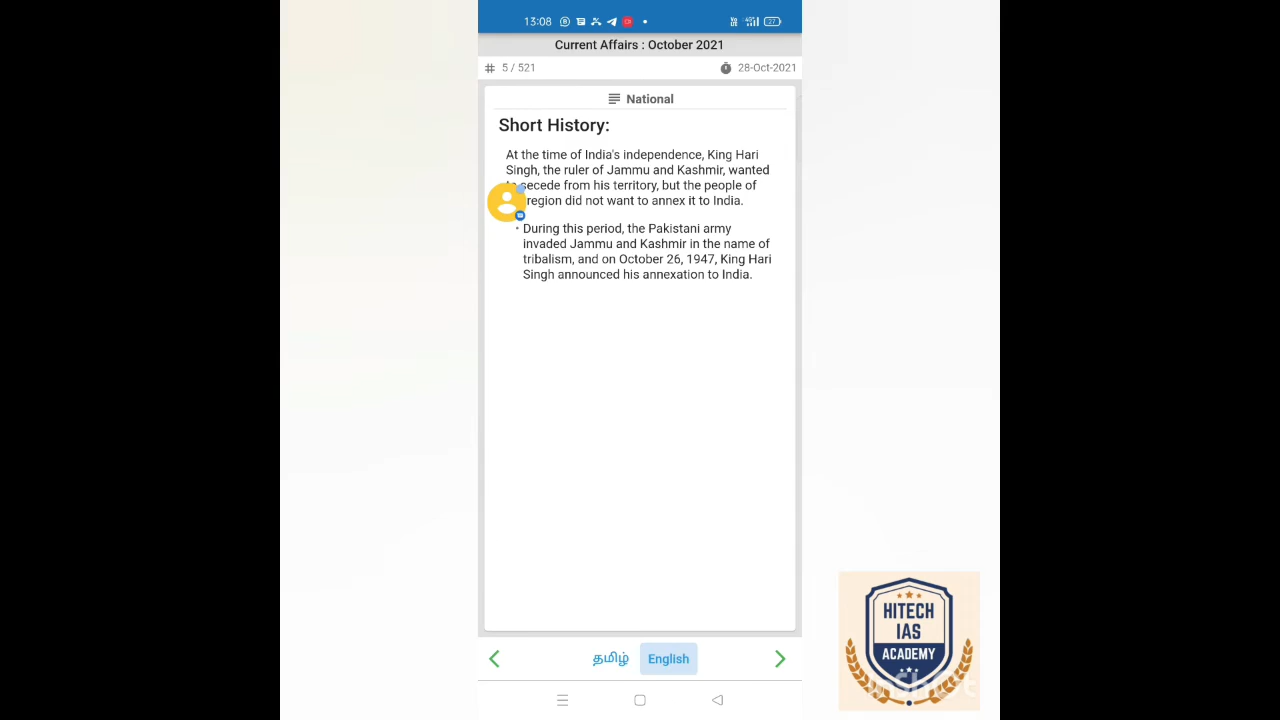 13:08
27
Current Affairs : October 2021
# 5 / 521
28-Oct-2021
National
Short History:
At the time of India's independence, King Hari
Singh, the ruler of Jammu and Kashmir, wanted
secede from his territory, but the people of
region did not want to annex it to India.
• During this period, the Pakistani army
invaded Jammu and Kashmir in the name of
tribalism, and on October 26, 1947, King Hari
Singh announced his annexation to India.
தமிழ்
English
HITECH
IAS
ACADEMY
InShot